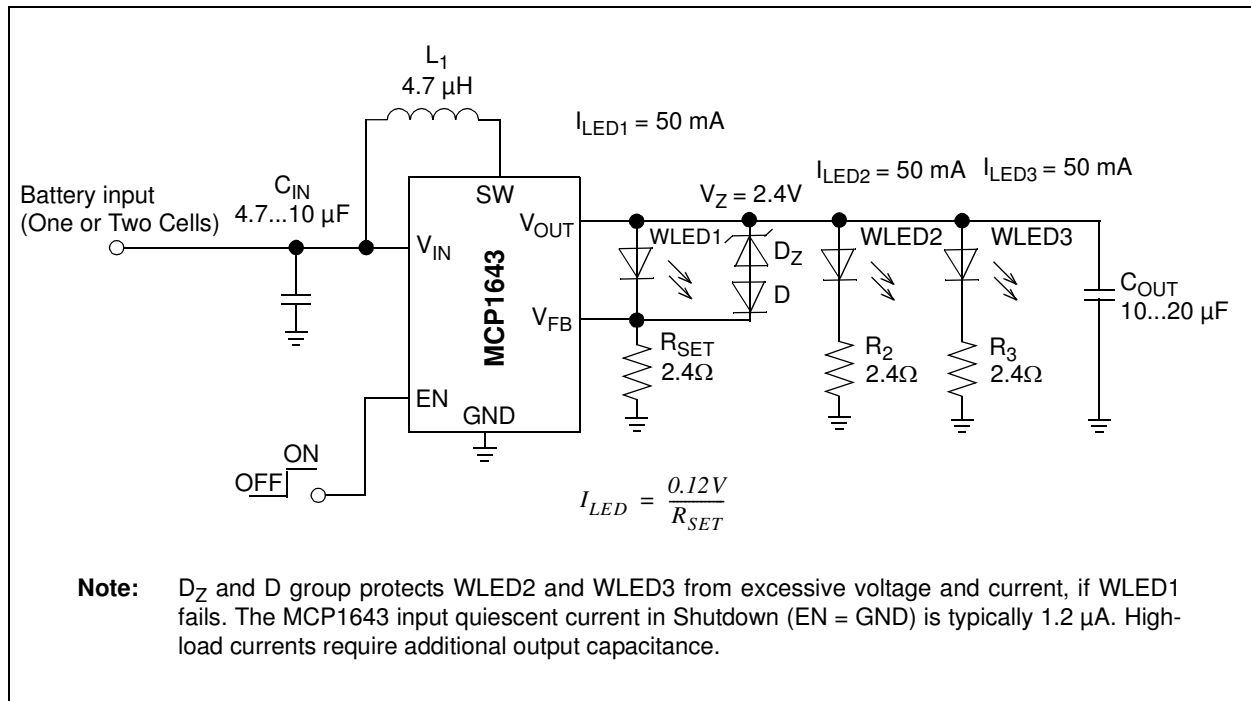 L1
4.7 µH
ILED1 = 50 mA
ILED2 = 50 mA
ILED3 = 50 mA
Battery input
(One or Two Cells)
CIN
4.7...10 µF
SW
VZ = 2.4V
VIN
VOUT
WLED1
DZ
D
WLED2
WLED3
COUT
10...20 µF
MCP1643
VFB
RSET
2.4Ω
R2
2.4Ω
R3
2.4Ω
EN
GND
ON
OFF
ILED = 0.12V
RSET
Note: DZ and D group protects WLED2 and WLED3 from excessive voltage and current, if WLED1
fails. The MCP1643 input quiescent current in Shutdown (EN = GND) is typically 1.2 µA. High-
load currents require additional output capacitance.